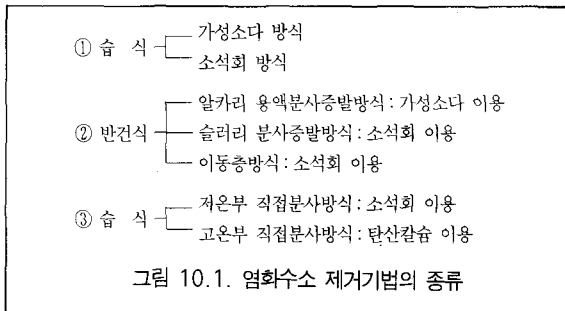 가성소다 방식
① 습 식
소석회 방식
알카리 용액분사증발방식 : 가성소다 이용
② 반건식 슬러리 분사증발방식 : 소석회 이용
이동층방식 : 소석회 이용
저온부 직접분사방식 : 소석회 이용
③ 습 식
고온부 직접분사방식 : 탄산칼슘 이용
그림 10.1. 염화수소 제거기법의 종류